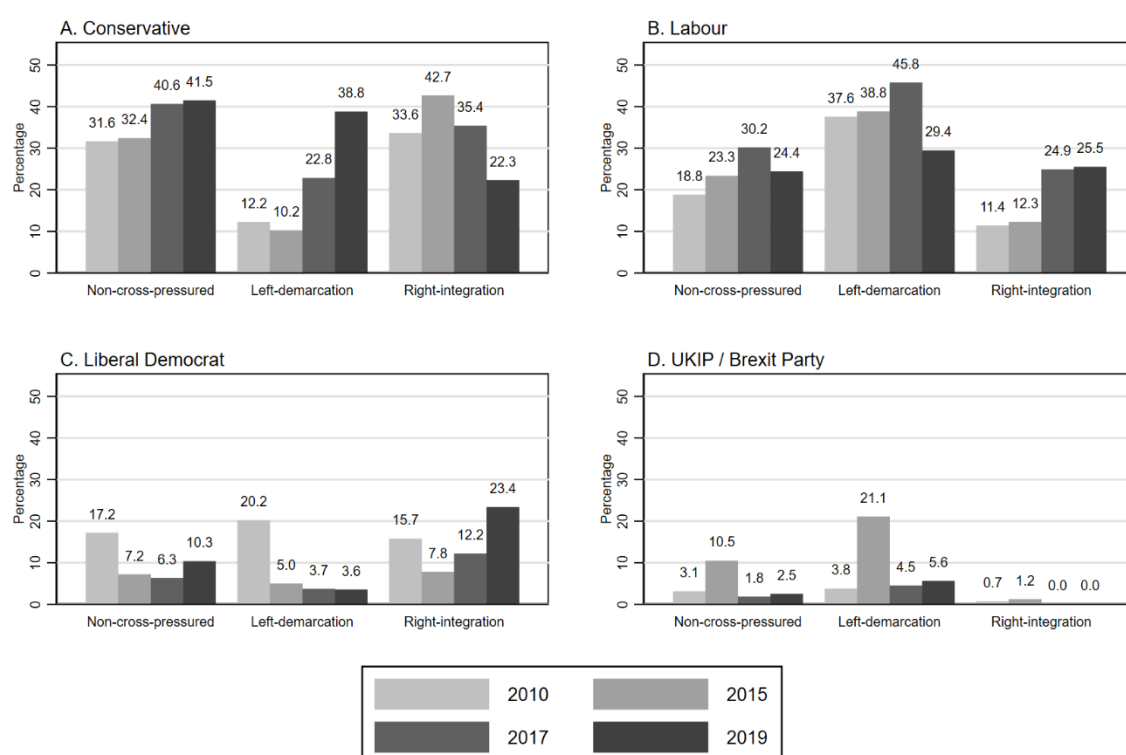 A. Conservative
Percentage
50
40
30
20
10
0
31.6 32.4 40.6 41.5
12.2 10.2 22.8 38.8
33.6 42.7 35.4 22.3
Non-cross-pressured Left-demarcation Right-integration
B. Labour
Percentage
50
40
30
20
10
0
18.8 23.3 30.2 24.4
37.6 38.8 45.8 29.4
11.4 12.3 24.9 25.5
Non-cross-pressured Left-demarcation Right-integration
C. Liberal Democrat
Percentage
50
40
30
20
10
0
17.2 7.2 6.3 10.3
20.2 5.0 3.7 3.6
15.7 7.8 12.2 23.4
Non-cross-pressured Left-demarcation Right-integration
D. UKIP / Brexit Party
Percentage
50
40
30
20
10
0
3.1 10.5 1.8 2.5
3.8 21.1 4.5 5.6
0.7 1.2 0.0 0.0
Non-cross-pressured Left-demarcation Right-integration
2010 2015
2017 2019